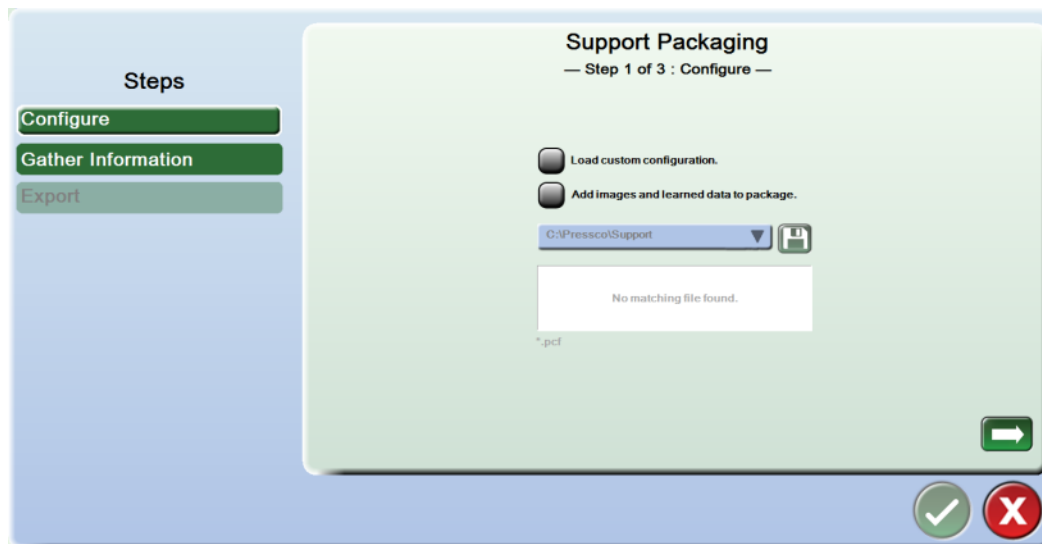 Support Packaging
— Step 1 of 3 : Configure —
Steps
Configure
Gather Information
Export
Load custom configuration.
Add images and learned data to package.
C:\Pressco\Support
No matching file found.
*.pcf